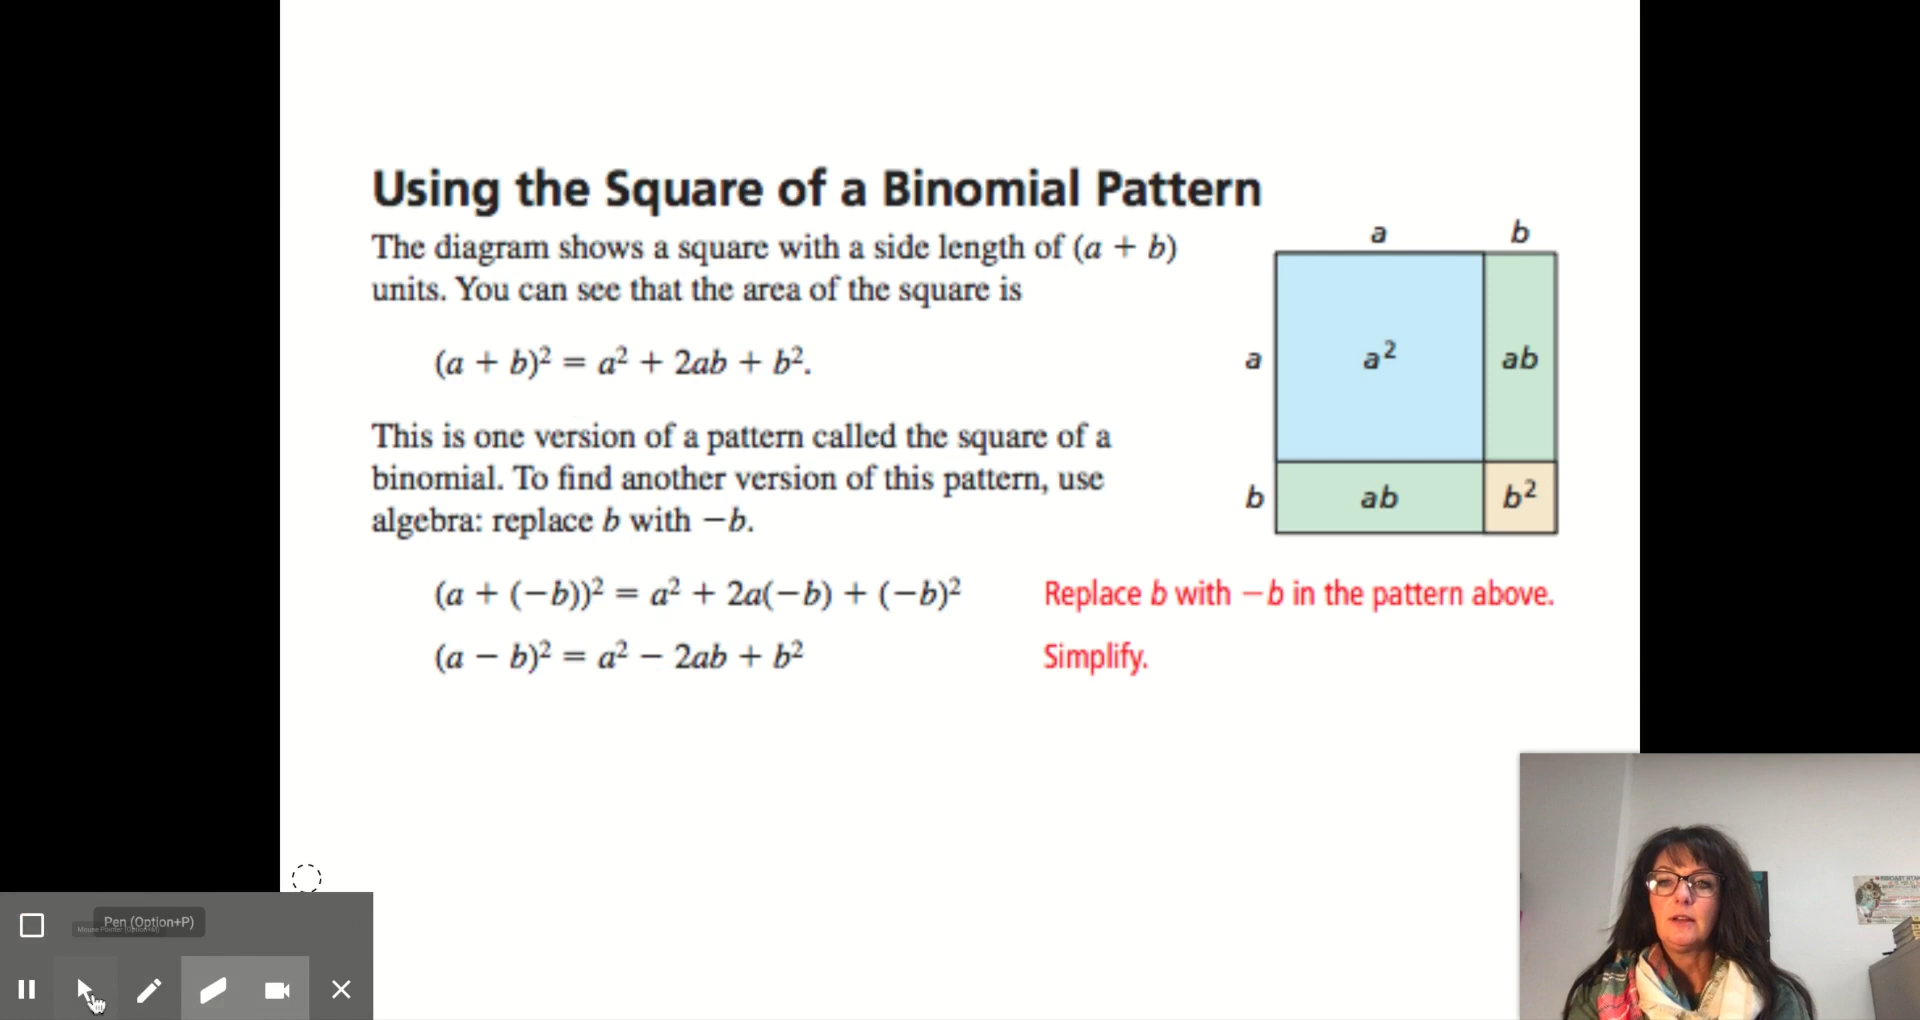 Using the Square of a Binomial Pattern
The diagram shows a square with a side length of (a + b)
units. You can see that the area of the square is
(a + b)² = a² + 2ab + b².
This is one version of a pattern called the square of a
binomial. To find another version of this pattern, use
algebra: replace b with −b.
(a + (−b))² = a² + 2a(−b) + (−b)² Replace b with −b in the pattern above.
(a − b)² = a² − 2ab + b² Simplify.
a b
a a² ab
b ab b²
Pen (Option+P)